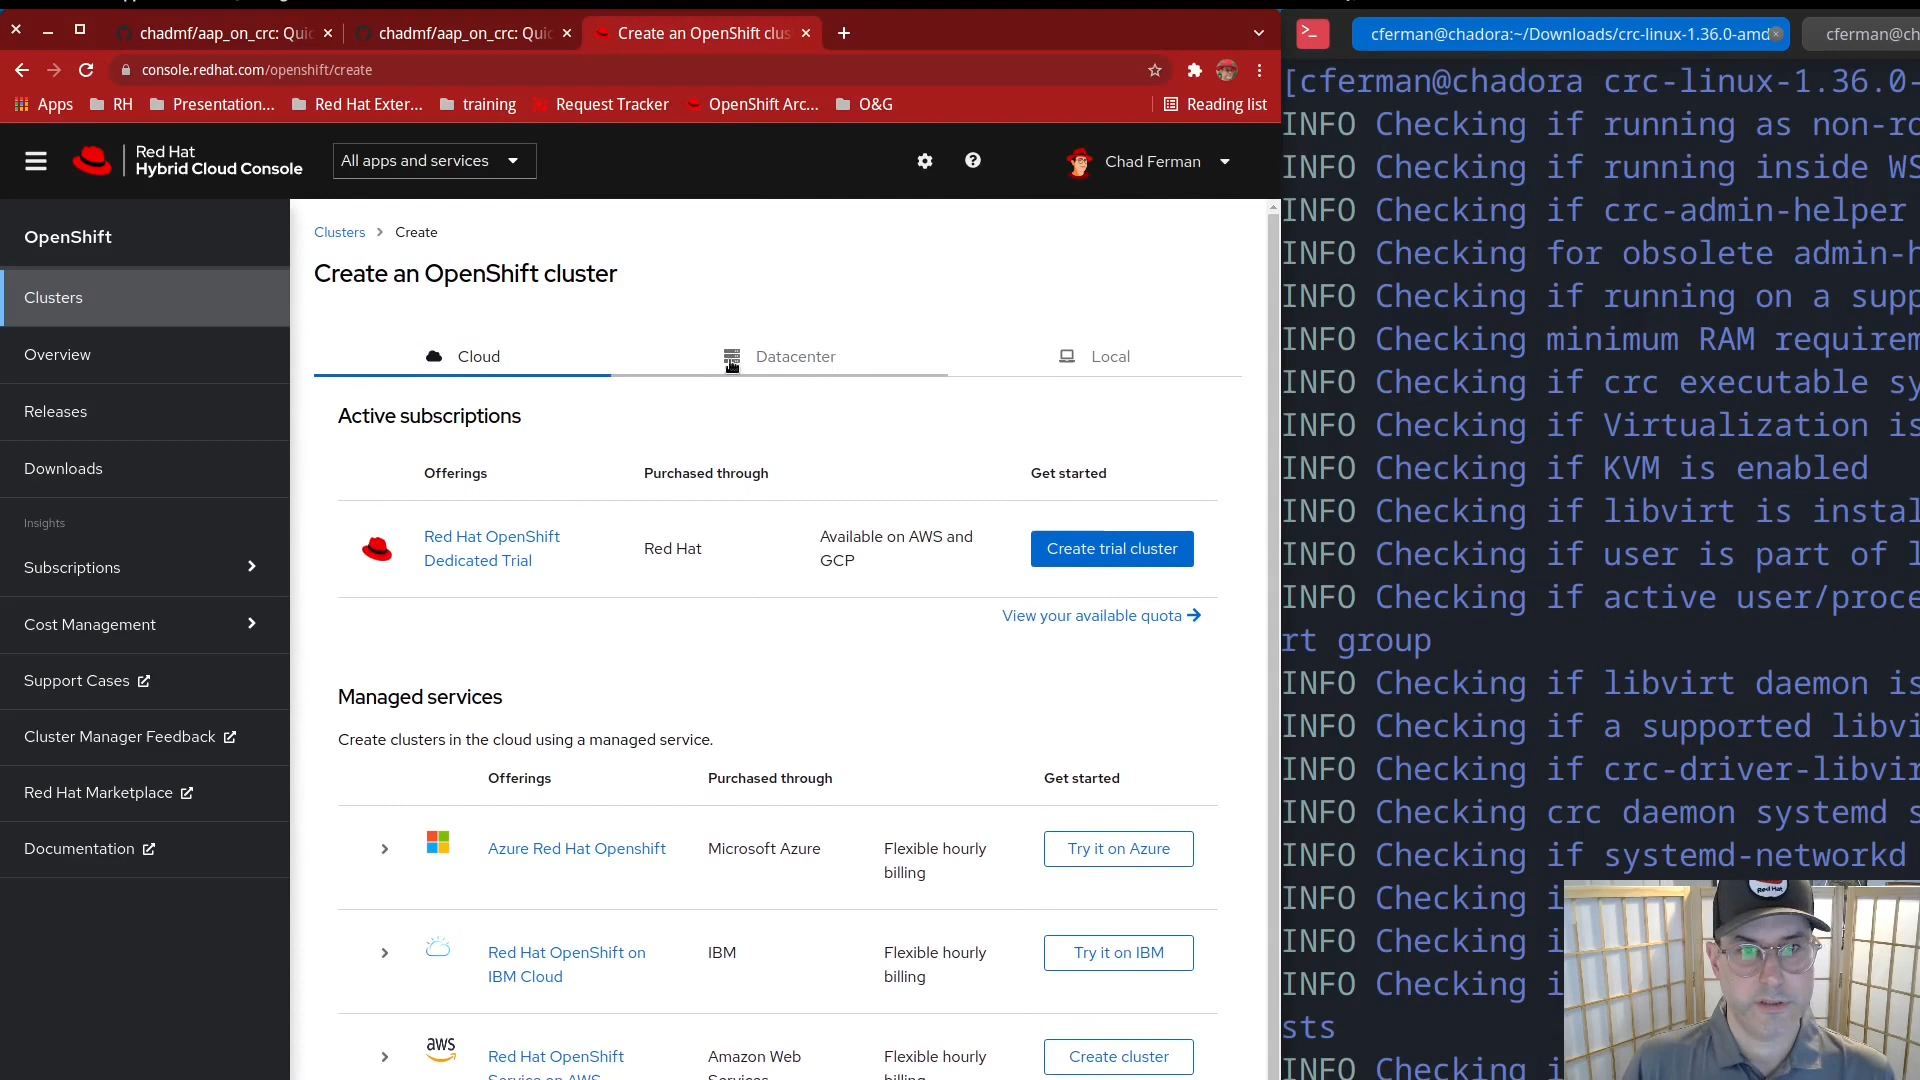 chadmf/aap_on_crc: Quic
chadmf/aap_on_crc: Quic
Create an OpenShift clus
cferman@chadora:~/Downloads/crc-linux-1.36.0-amd
cferman@ch
console.redhat.com/openshift/create
Apps
RH
Presentation...
Red Hat Exter...
training
Request Tracker
OpenShift Arc...
O&G
Reading list
Red Hat
Hybrid Cloud Console
All apps and services
Chad Ferman
OpenShift
Clusters
Overview
Releases
Downloads
Insights
Subscriptions
Cost Management
Support Cases
Cluster Manager Feedback
Red Hat Marketplace
Documentation
Clusters > Create
Create an OpenShift cluster
Cloud
Datacenter
Local
Active subscriptions
Offerings
Purchased through
Get started
Red Hat OpenShift
Dedicated Trial
Red Hat
Available on AWS and
GCP
Create trial cluster
View your available quota
Managed services
Create clusters in the cloud using a managed service.
Offerings
Purchased through
Get started
Azure Red Hat Openshift
Microsoft Azure
Flexible hourly
billing
Try it on Azure
Red Hat OpenShift on
IBM Cloud
IBM
Flexible hourly
billing
Try it on IBM
aws
Red Hat OpenShift
Service on AWS
Amazon Web
Services
Flexible hourly
billing
Create cluster
[cferman@chadora crc-linux-1.36.0-
INFO Checking if running as non-ro
INFO Checking if running inside WS
INFO Checking if crc-admin-helper
INFO Checking for obsolete admin-h
INFO Checking if running on a supp
INFO Checking minimum RAM requirem
INFO Checking if crc executable sy
INFO Checking if Virtualization is
INFO Checking if KVM is enabled
INFO Checking if libvirt is instal
INFO Checking if user is part of l
INFO Checking if active user/proce
rt group
INFO Checking if libvirt daemon is
INFO Checking if a supported libvi
INFO Checking if crc-driver-libvir
INFO Checking crc daemon systemd s
INFO Checking if systemd-networkd
INFO Checking i
INFO Checking i
INFO Checking i
sts
INFO Checking i
Red Hat